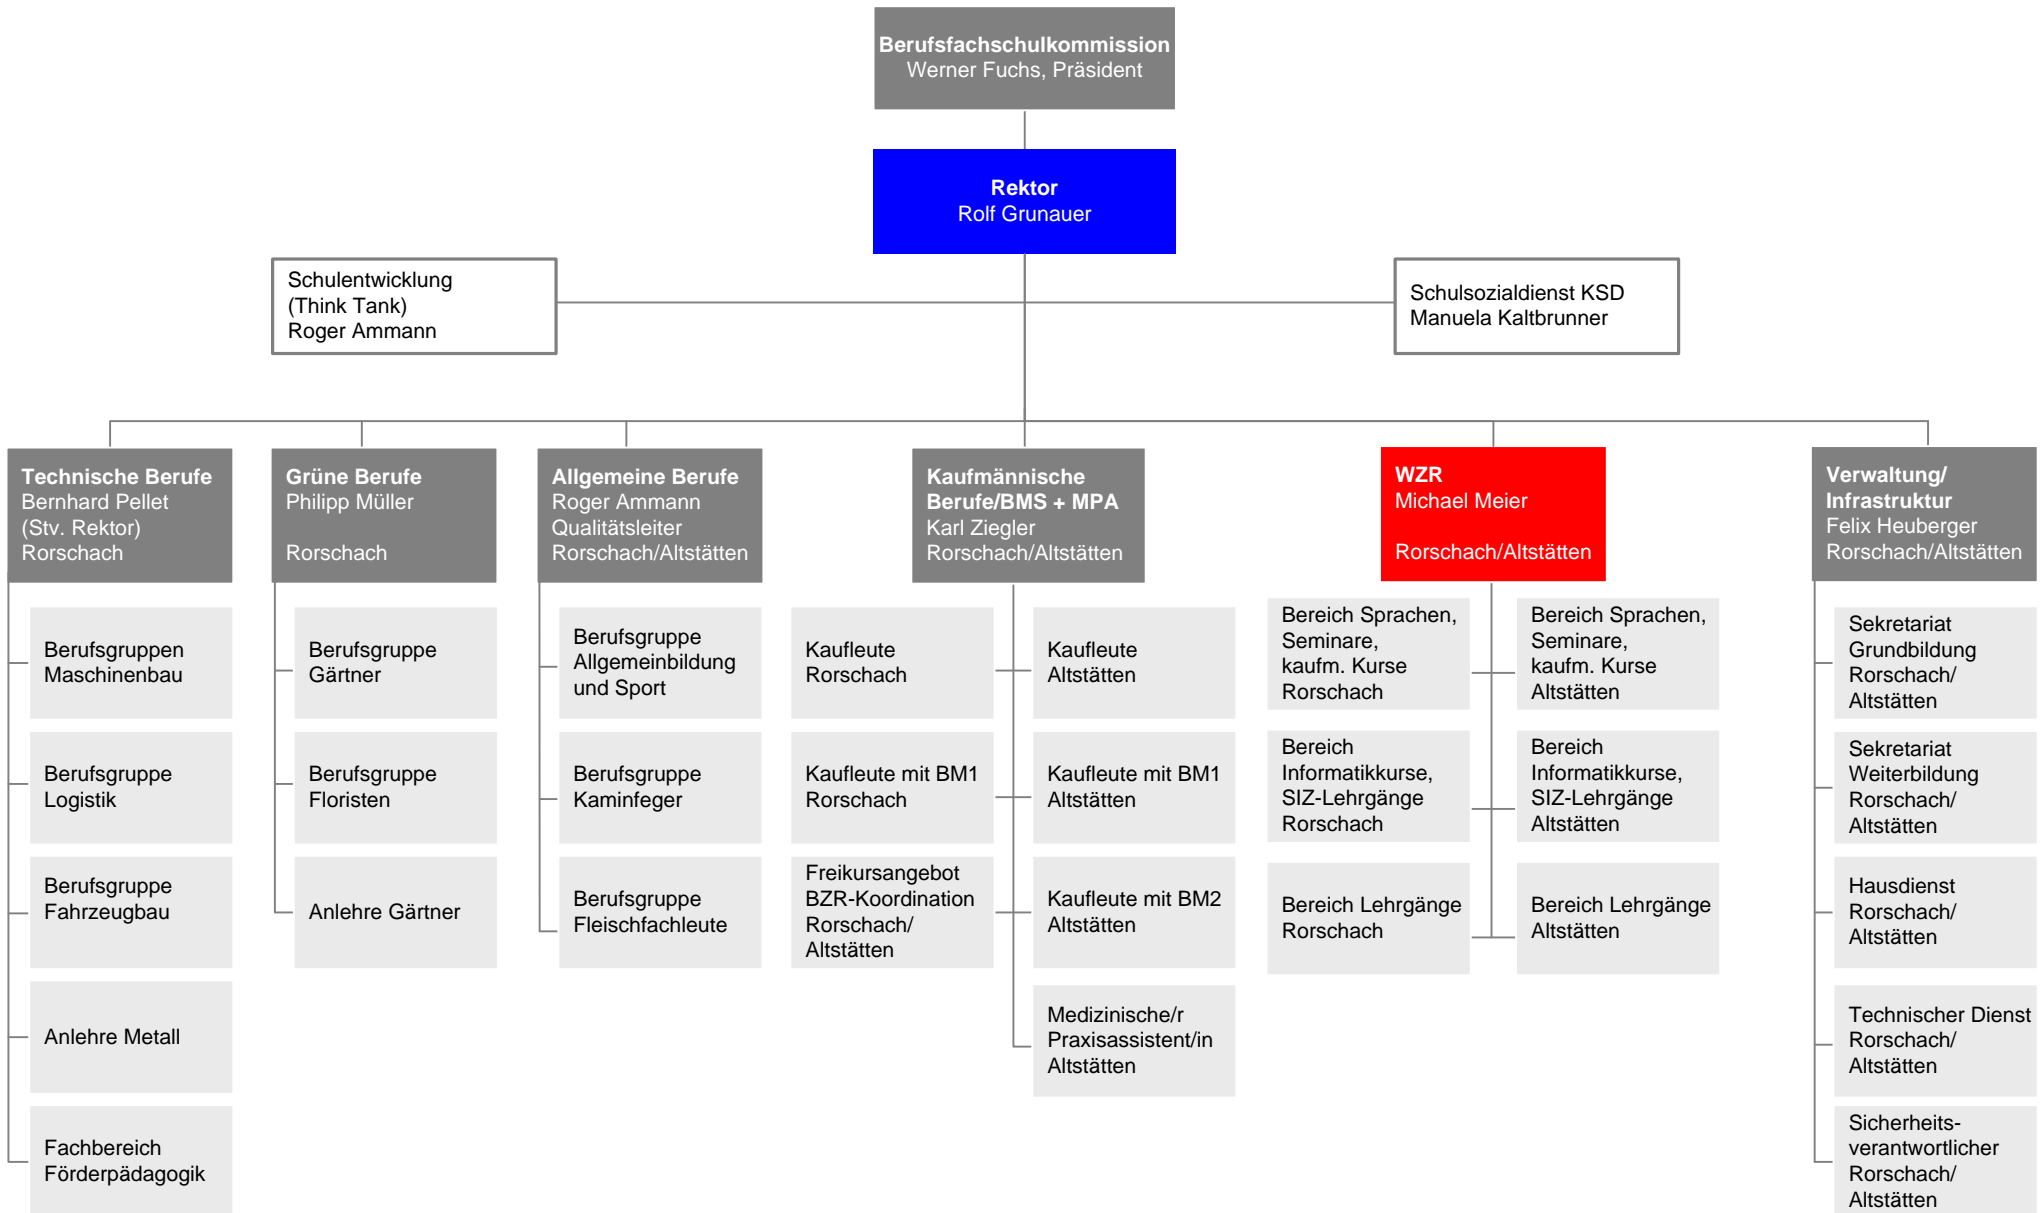 Berufsfachschulkommission
Werner Fuchs, Präsident
Rektor
Rolf Grunauer
Schulentwicklung
(Think Tank)
Roger Ammann
Schulsozialdienst KSD
Manuela Kaltbrunner
Technische Berufe
Bernhard Pellet
(Stv. Rektor)
Rorschach
Grüne Berufe
Philipp Müller
Rorschach
Allgemeine Berufe
Roger Ammann
Qualitätsleiter
Rorschach/Altstätten
Kaufmännische
Berufe/BMS + MPA
Karl Ziegler
Rorschach/Altstätten
WZR
Michael Meier
Rorschach/Altstätten
Verwaltung/
Infrastruktur
Felix Heuberger
Rorschach/Altstätten
Berufsgruppen
Maschinenbau
Berufsgruppe
Logistik
Berufsgruppe
Fahrzeugbau
Anlehre Metall
Fachbereich
Förderpädagogik
Berufsgruppe
Gärtner
Berufsgruppe
Floristen
Anlehre Gärtner
Berufsgruppe
Allgemeinbildung
und Sport
Berufsgruppe
Kaminfeger
Berufsgruppe
Fleischfachleute
Kaufleute
Rorschach
Kaufleute mit BM1
Rorschach
Freikursangebot
BZR-Koordination
Rorschach/
Altstätten
Kaufleute
Altstätten
Kaufleute mit BM1
Altstätten
Kaufleute mit BM2
Altstätten
Medizinische/r
Praxisassistent/in
Altstätten
Bereich Sprachen,
Seminare,
kaufm. Kurse
Rorschach
Bereich
Informatikkurse,
SIZ-Lehrgänge
Rorschach
Bereich Lehrgänge
Rorschach
Bereich Sprachen,
Seminare,
kaufm. Kurse
Altstätten
Bereich
Informatikkurse,
SIZ-Lehrgänge
Altstätten
Bereich Lehrgänge
Altstätten
Sekretariat
Grundbildung
Rorschach/
Altstätten
Sekretariat
Weiterbildung
Rorschach/
Altstätten
Hausdienst
Rorschach/
Altstätten
Technischer Dienst
Rorschach/
Altstätten
Sicherheits-
verantwortlicher
Rorschach/
Altstätten